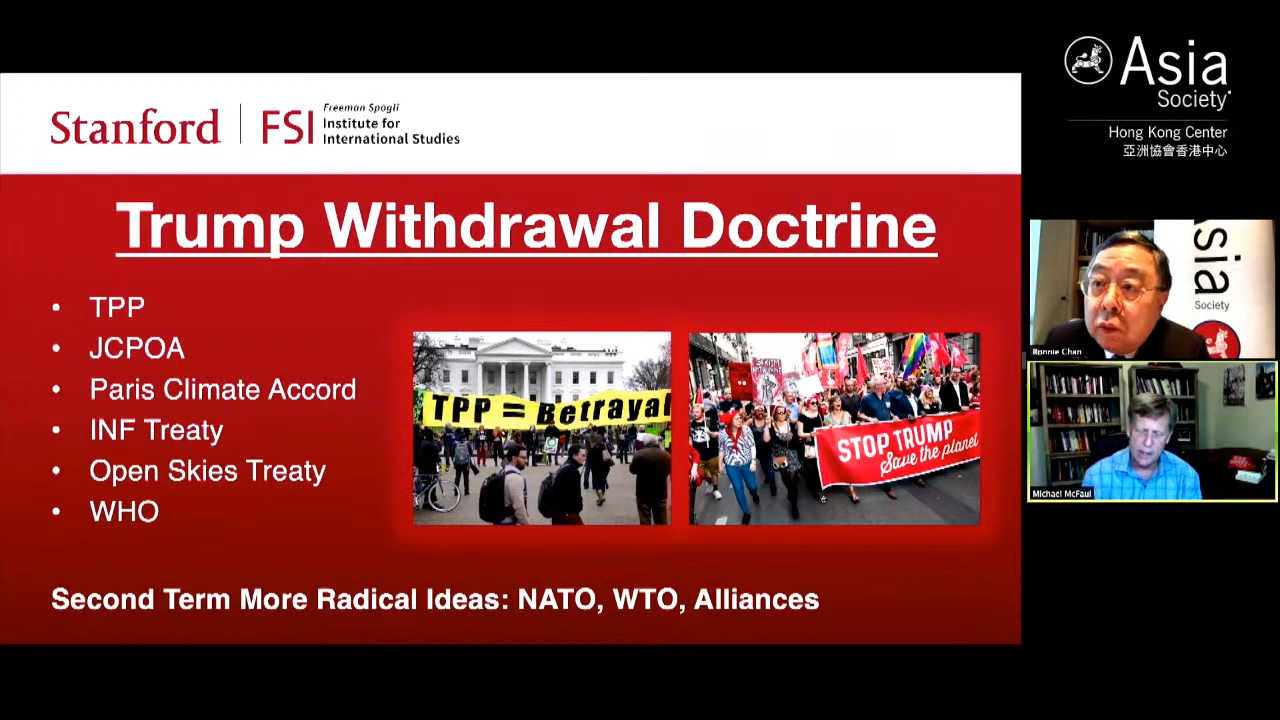 Stanford
FSI
Freeman Spogli
Institute for
International Studies
Trump Withdrawal Doctrine
• TPP
• JCPOA
• Paris Climate Accord
• INF Treaty
• Open Skies Treaty
• WHO
TPP = Betrayal
STOP TRUMP
Save the planet
Second Term More Radical Ideas: NATO, WTO, Alliances
Asia
Society
Hong Kong Center
亞洲協會香港中心
Asia
Society
Ronnie Chan
Michael McFaul